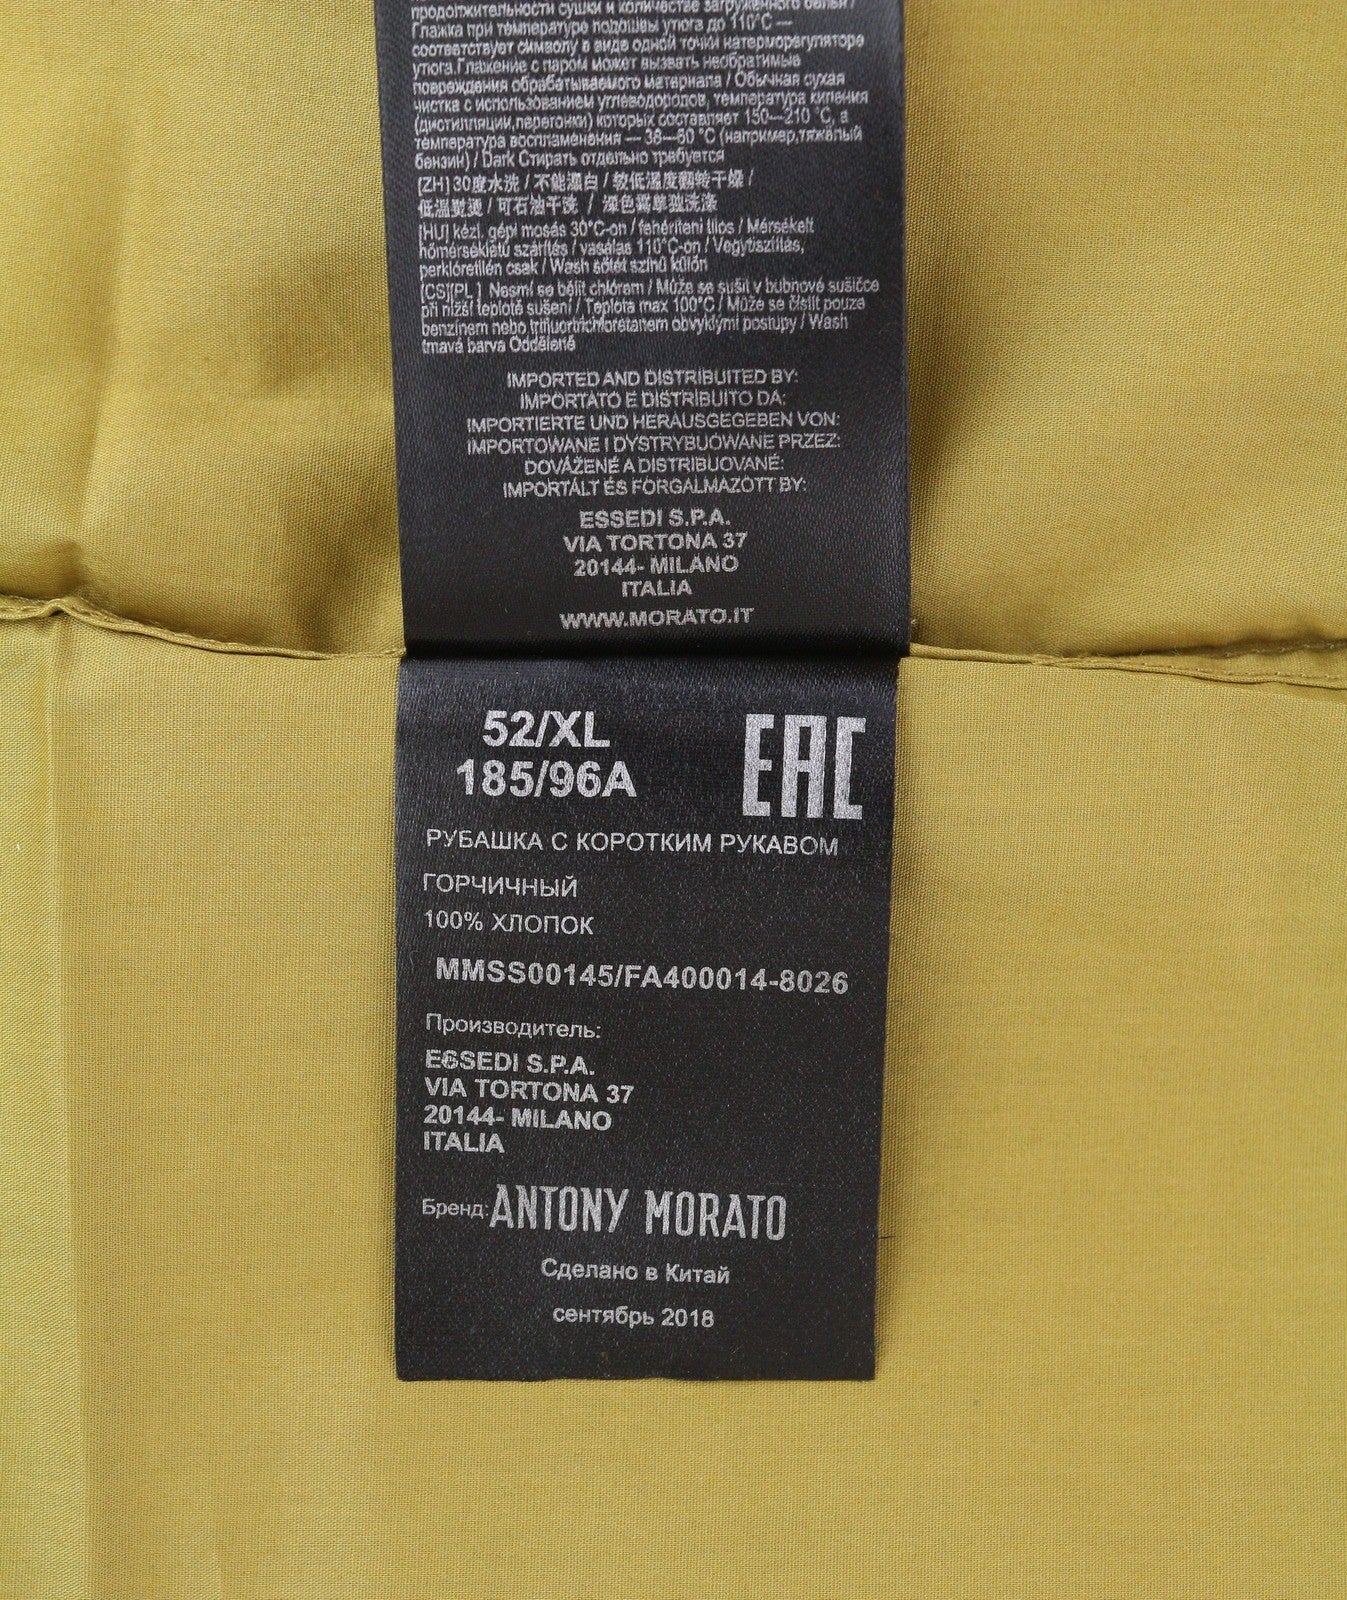 продолжительности сушки и количестве загруженного белья /
Глажка при температуре подошвы утюга до 110°C —
соответствует символу в виде одной точки на терморегуляторе
утюга.Глажение с паром может вызвать необратимые
повреждения обрабатываемого материала / Обычная сухая
чистка с использованием углеводородов, температура кипения
(дистилляции,перегонки) которых составляет 150—210 °C, а
температура воспламенения — 38—60 °C (например,тяжёлый
бензин) / Dark Стирать отдельно требуется
[ZH] 30度水洗 / 不能漂白 / 较低温度翻转干燥 /
低温熨烫 / 可石油干洗 / 深色需单独洗涤
[HU] kézi. gépi mosás 30°C-on / fehéríteni tilos / Mérsékelt
hőmérsékletű szárítás / vasalás 110°C-on / Vegytisztítás,
perklóretilén csak / Wash sötét színű külön
[CS][PL ] Nesmí se bělit chlóram / Může se sušit v bubnové sušičce
při nižší teplotě sušení / Teplota max 100°C / Může se čistit pouze
benzinem nebo trifluortrichloretanem obvyklými postupy / Wash
tmavá barva Odděleně
IMPORTED AND DISTRIBUITED BY:
IMPORTATO E DISTRIBUITO DA:
IMPORTIERTE UND HERAUSGEGEBEN VON:
IMPORTOWANE I DYSTRYBUOWANE PRZEZ:
DOVÁŽENÉ A DISTRIBUOVANÉ:
IMPORTÁLT ÉS FORGALMAZOTT BY:
ESSEDI S.P.A.
VIA TORTONA 37
20144- MILANO
ITALIA
WWW.MORATO.IT
52/XL
185/96A
EAC
РУБАШКА С КОРОТКИМ РУКАВОМ
ГОРЧИЧНЫЙ
100% ХЛОПОК
MMSS00145/FA400014-8026
Производитель:
ESSEDI S.P.A.
VIA TORTONA 37
20144- MILANO
ITALIA
Бренд: ANTONY MORATO
Сделано в Китай
сентябрь 2018